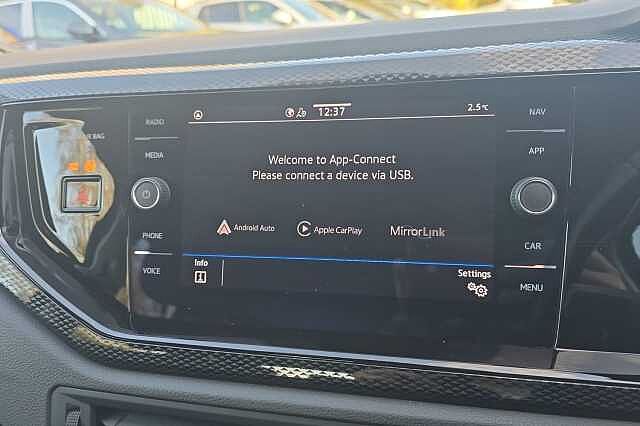 12:37
2.5°C
RADIO
MEDIA
PHONE
VOICE
BAG
Welcome to App-Connect
Please connect a device via USB.
Android Auto
Apple CarPlay
MirrorLink
Info
Settings
NAV
APP
CAR
MENU